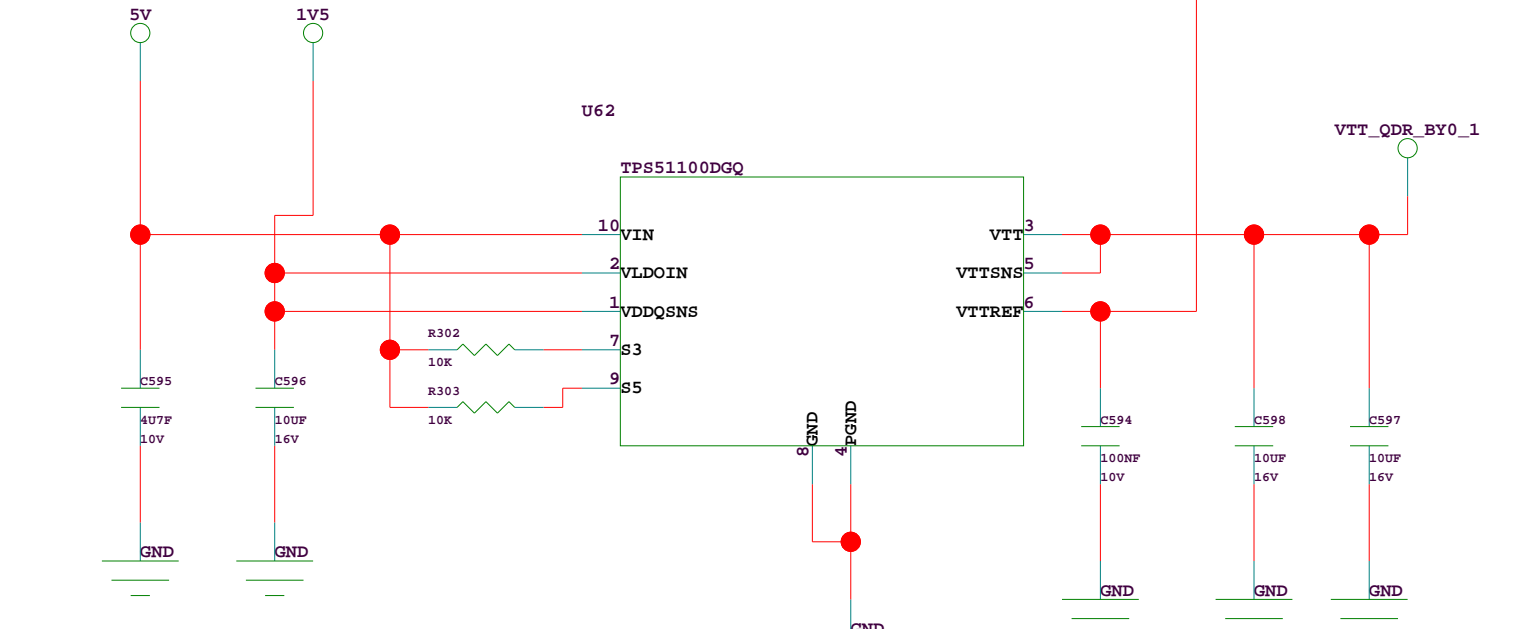 5V
1V5
U62
VTT_QDR_BY0_1
TPS51100DGQ
10
VIN
VTT
3
2
VLDOIN
VTTSNS
5
1
VDDQSNS
VTTREF
6
R302
10K
7
S3
R303
10K
9
S5
C595
4U7F
10V
C596
10UF
16V
8
GND
4
PGND
C594
100NF
10V
C598
10UF
16V
C597
10UF
16V
GND
GND
GND
GND
GND
GND